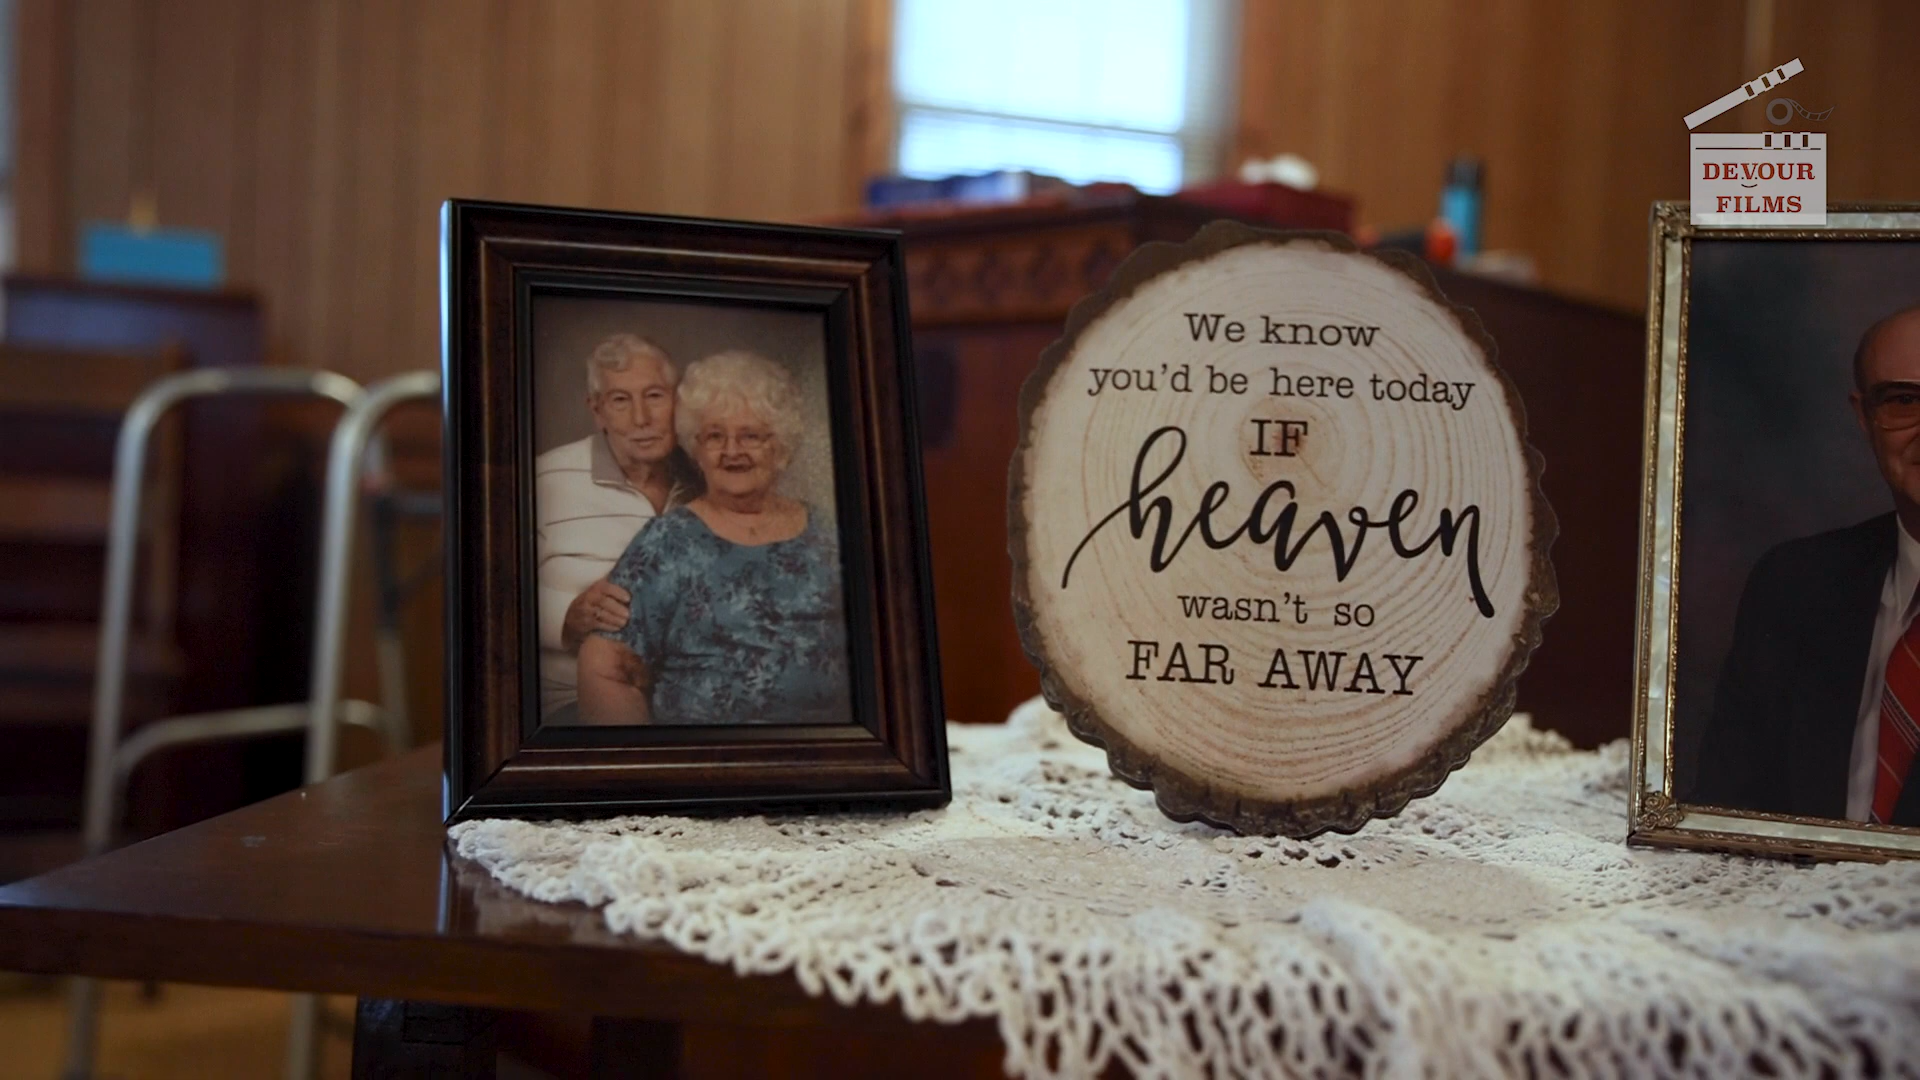 DEVOUR
FILMS
We know
you'd be here today
IF
heaven
wasn't so
FAR AWAY